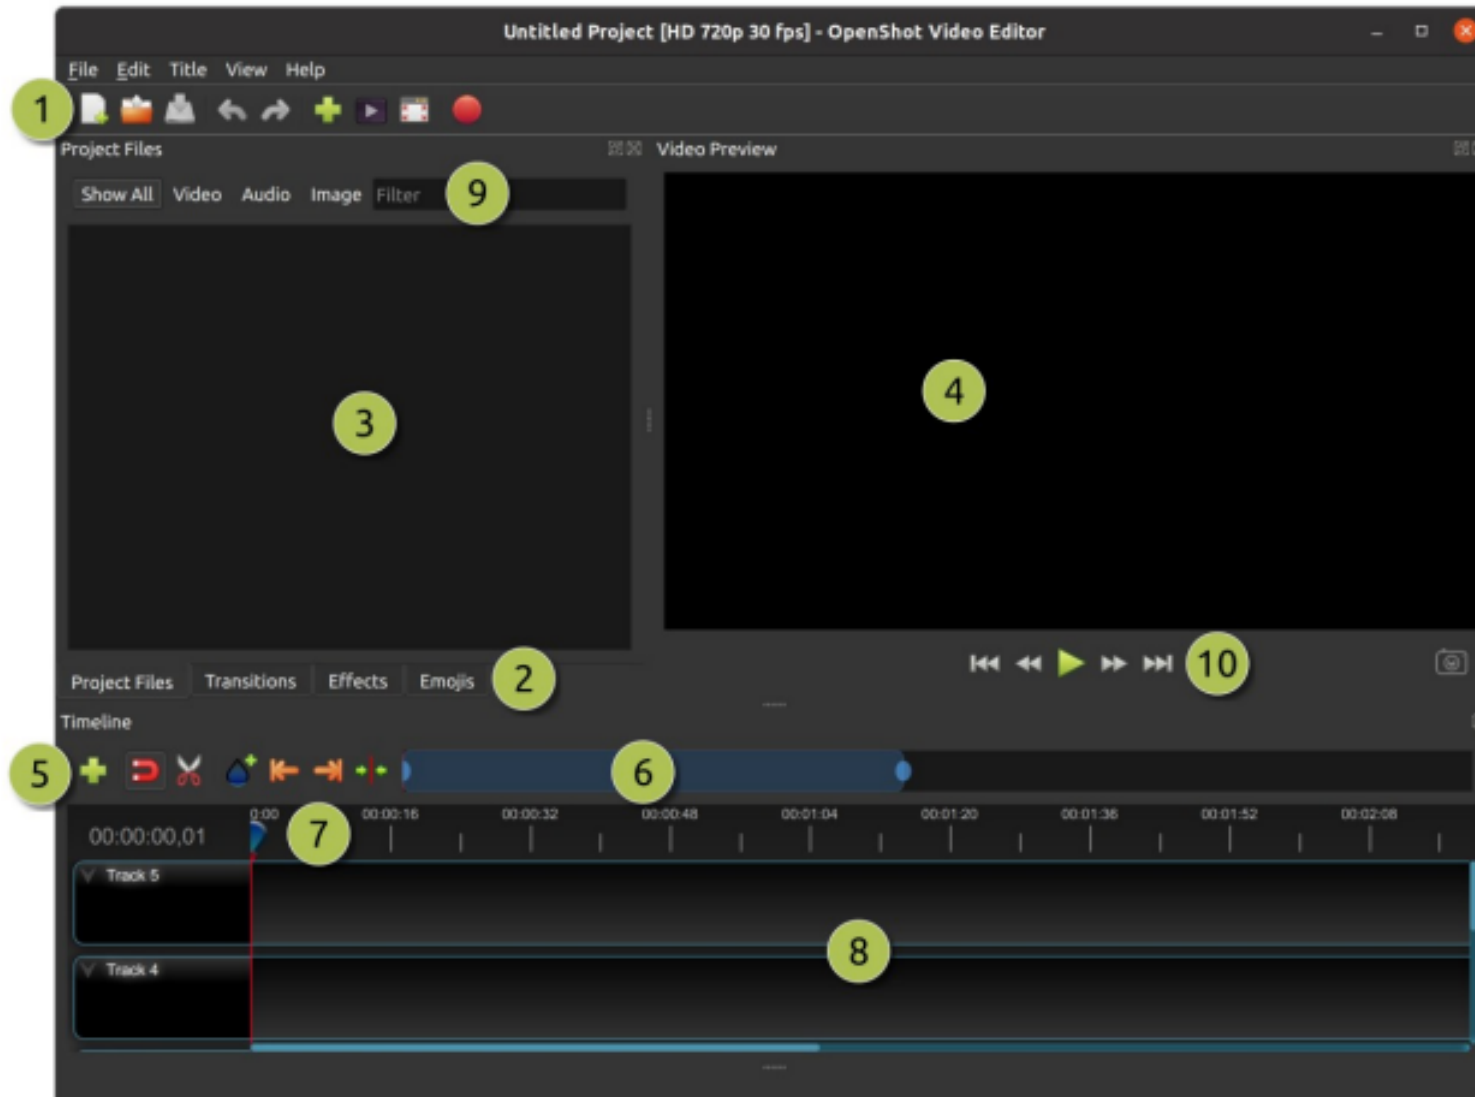 Untitled Project [HD 720p 30 fps] - OpenShot Video Editor
File Edit Title View Help
1
Project Files
Video Preview
Show All Video Audio Image Filter 9
3
4
10
Project Files Transitions Effects Emojis 2
Timeline
5 6
0:00 00:00:16 00:00:32 00:00:48 00:01:04 00:01:20 00:01:36 00:01:52 00:02:08
00:00:00,01 7
Track 5
8
Track 4